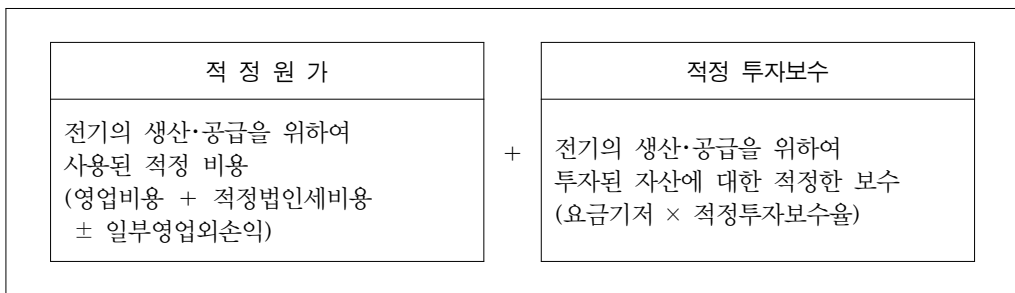 적 정 원 가
전기의 생산·공급을 위하여
사용된 적정 비용
(영업비용 + 적정법인세비용
± 일부영업외손익)
+
적정 투자보수
전기의 생산·공급을 위하여
투자된 자산에 대한 적정한 보수
(요금기저 × 적정투자보수율)